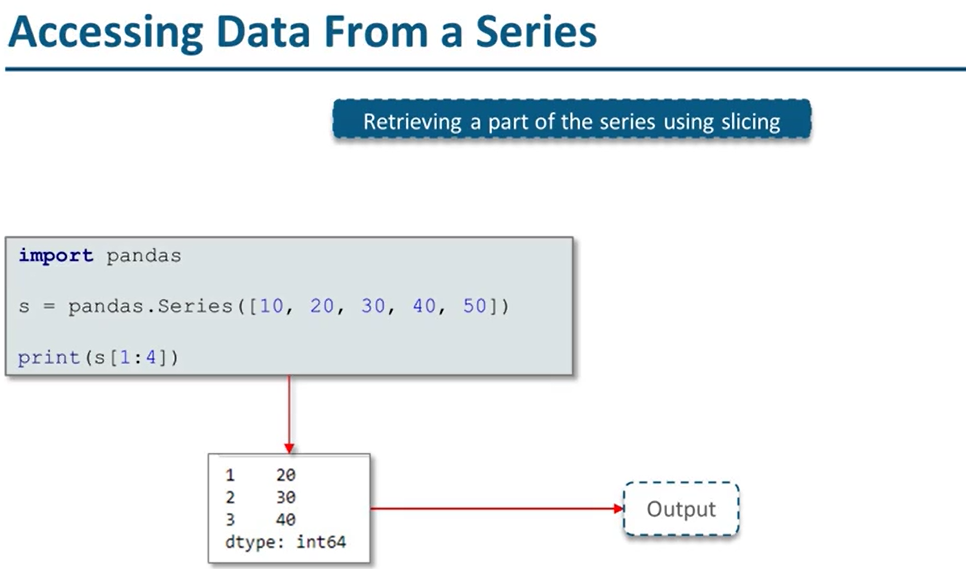 Accessing Data From a Series
Retrieving a part of the series using slicing
import pandas
s = pandas.Series([10, 20, 30, 40, 50])
print(s[1:4])
1 20
2 30
3 40
dtype: int64
Output